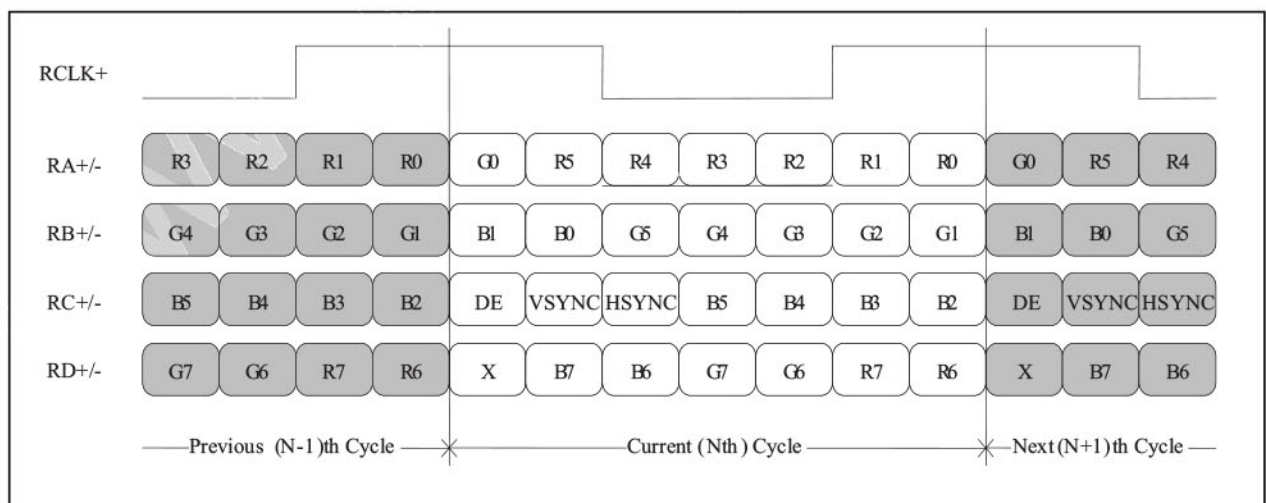 RCLK+
RA+/- R3 R2 R1 R0 G0 R5 R4 R3 R2 R1 R0 G0 R5 R4
RB+/- G4 G3 G2 G1 B1 B0 G5 G4 G3 G2 G1 B1 B0 G5
RC+/- B5 B4 B3 B2 DE VSYNC HSYNC B5 B4 B3 B2 DE VSYNC HSYNC
RD+/- G7 G6 R7 R6 X B7 B6 G7 G6 R7 R6 X B7 B6
Previous (N-1)th Cycle Current (Nth) Cycle Next (N+1)th Cycle